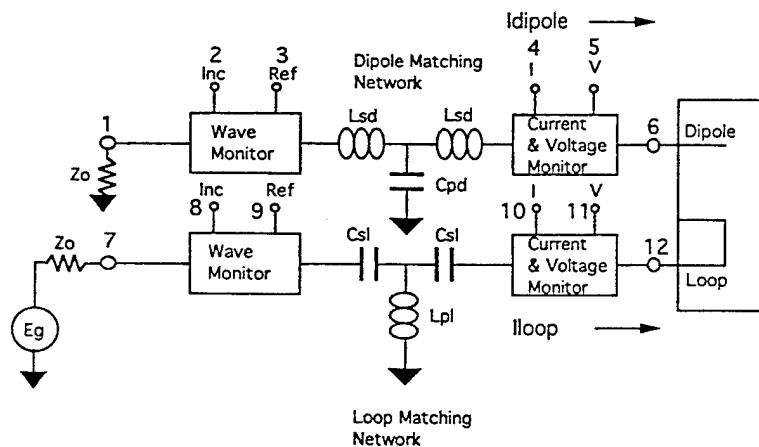 Idipole
2 3 4 5
Inc Ref I V
Dipole Matching
Network
1
Lsd Lsd
Wave
Monitor
Current
& Voltage
Monitor
6
Dipole
Zo
Cpd
Inc Ref
8 9
I V
10 11
Zo
7
Csl Csl
Wave
Monitor
Current
& Voltage
Monitor
12
Loop
Lpl
Eg
Iloop
Loop Matching
Network